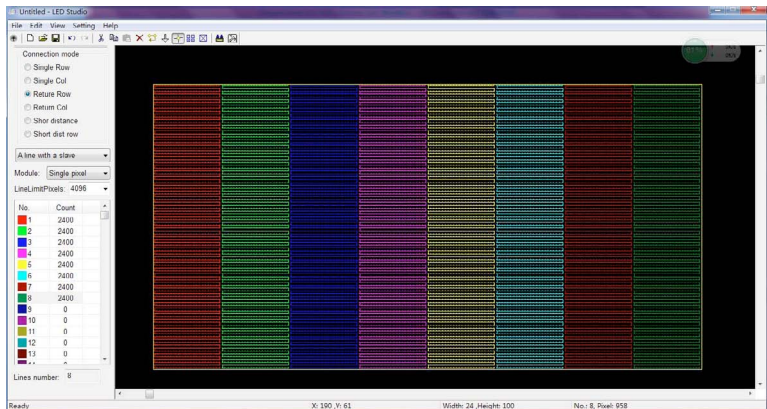 Untitled - LED Studio
File Edit View Setting Help
Connection mode
Single Row
Single Col
Reture Row
Return Col
Shor distance
Short dist row
A line with a slave
Module: Single pixel
LineLimitPixels: 4096
No. Count
1 2400
2 2400
3 2400
4 2400
5 2400
6 2400
7 2400
8 2400
9 0
10 0
11 0
12 0
13 0
Lines number: 8
Ready X: 190 ,Y: 61 Width: 24 ,Height: 100 No.: 8, Pixel: 958